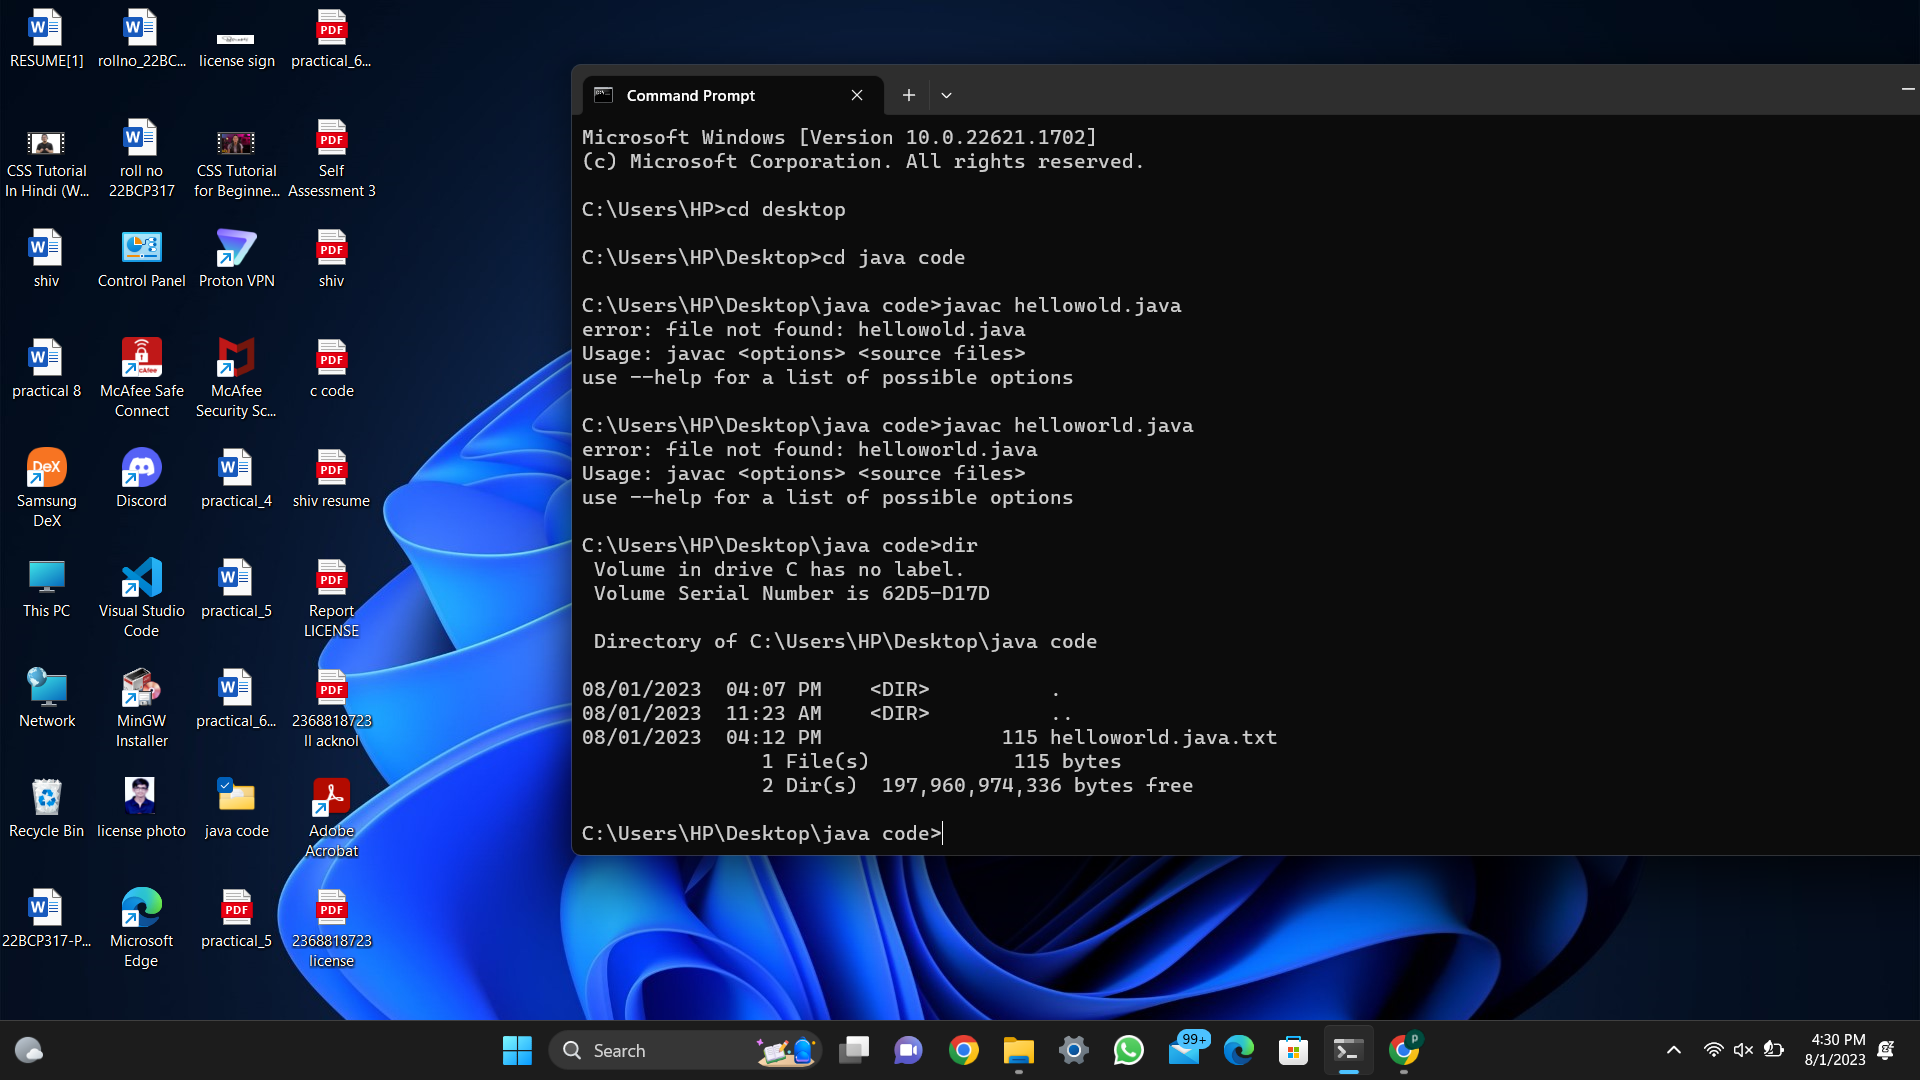 RESUME[1]
rollno_22BC...
license sign
practical_6...
CSS Tutorial
In Hindi (W...
roll no
22BCP317
CSS Tutorial
for Beginne...
Self
Assessment 3
shiv
Control Panel
Proton VPN
shiv
practical 8
McAfee Safe
Connect
McAfee
Security Sc...
c code
Samsung
DeX
Discord
practical_4
shiv resume
This PC
Visual Studio
Code
practical_5
Report
LICENSE
Network
MinGW
Installer
practical_6...
2368818723
ll acknol
Recycle Bin
license photo
java code
Adobe
Acrobat
22BCP317-P...
Microsoft
Edge
practical_5
2368818723
license
Command Prompt
Microsoft Windows [Version 10.0.22621.1702]
(c) Microsoft Corporation. All rights reserved.
C:\Users\HP>cd desktop
C:\Users\HP\Desktop>cd java code
C:\Users\HP\Desktop\java code>javac hellowold.java
error: file not found: hellowold.java
Usage: javac <options> <source files>
use --help for a list of possible options
C:\Users\HP\Desktop\java code>javac helloworld.java
error: file not found: helloworld.java
Usage: javac <options> <source files>
use --help for a list of possible options
C:\Users\HP\Desktop\java code>dir
Volume in drive C has no label.
Volume Serial Number is 62D5-D17D
Directory of C:\Users\HP\Desktop\java code
08/01/2023  04:07 PM    <DIR>          .
08/01/2023  11:23 AM    <DIR>          ..
08/01/2023  04:12 PM               115 helloworld.java.txt
1 File(s)            115 bytes
2 Dir(s)  197,960,974,336 bytes free
C:\Users\HP\Desktop\java code>
Search
99+
P
4:30 PM
8/1/2023